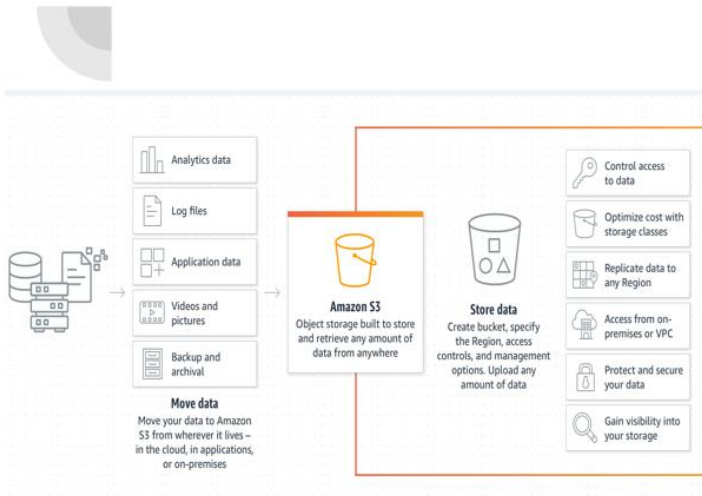 Analytics data
Log files
Application data
Videos and
pictures
Backup and
archival
Move data
Move your data to Amazon
S3 from wherever it lives –
in the cloud, in applications,
or on-premises
Amazon S3
Object storage built to store
and retrieve any amount of
data from anywhere
Store data
Create bucket, specify
the Region, access
controls, and management
options. Upload any
amount of data
Control access
to data
Optimize cost with
storage classes
Replicate data to
any Region
Access from on-
premises or VPC
Protect and secure
your data
Gain visibility into
your storage